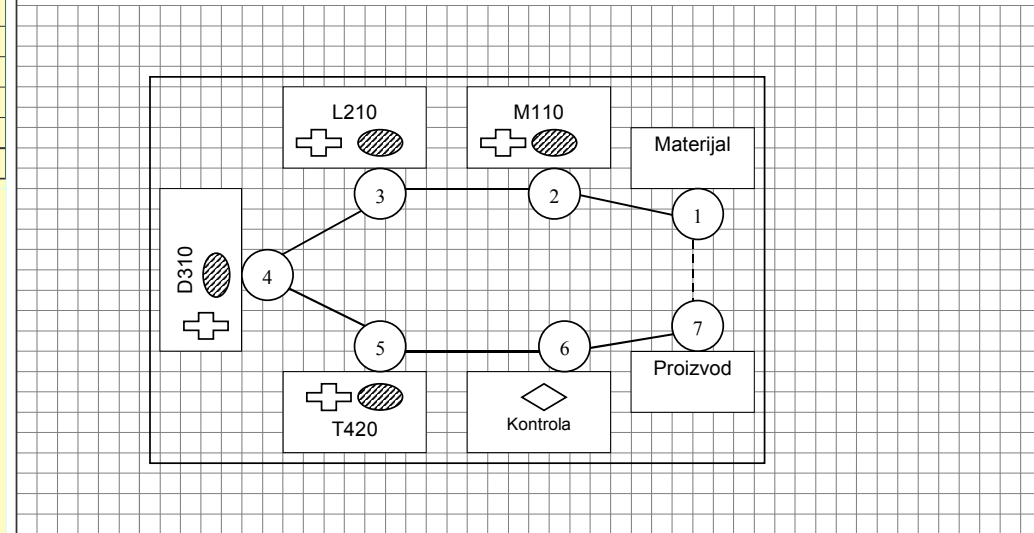 L210
M110
Materijal
3
2
1
D310
4
7
5
6
Proizvod
T420
Kontrola